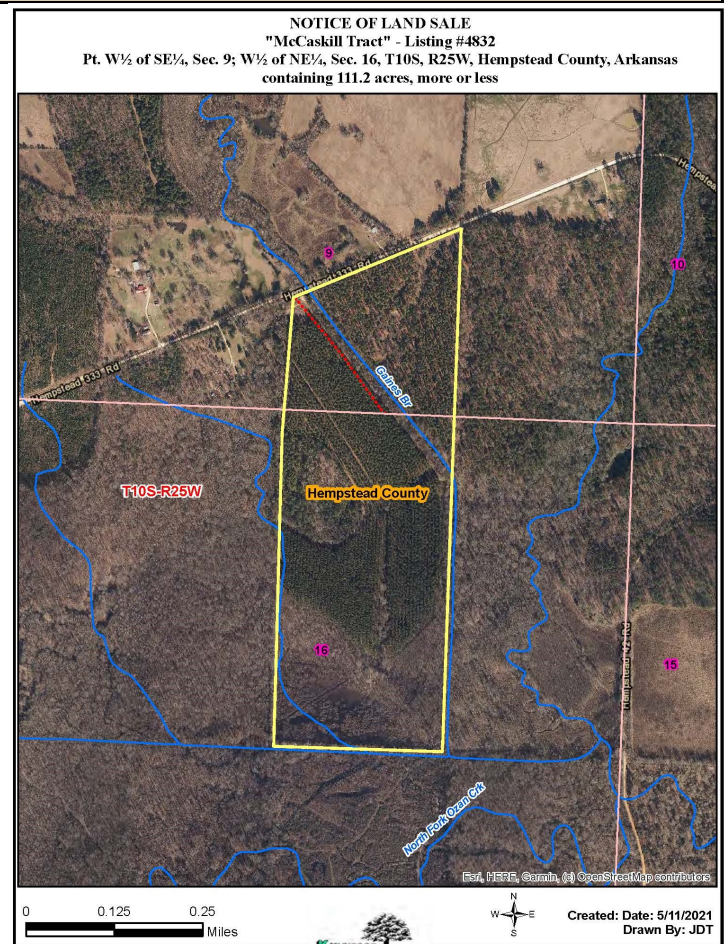 NOTICE OF LAND SALE
"McCaskill Tract" - Listing #4832
Pt. W½ of SE¼, Sec. 9; W½ of NE¼, Sec. 16, T10S, R25W, Hempstead County, Arkansas
containing 111.2 acres, more or less
Hempstead
9
10
Hempstead 333 Rd
Gaines Br
Hempstead 333 Rd
T10S-R25W
Hempstead County
16
15
North Fork Ozan Crk
Esri, HERE, Garmin, (c) OpenStreetMap contributors
0 0.125 0.25
Miles
N
W E
S
Created: Date: 5/11/2021
Drawn By: JDT